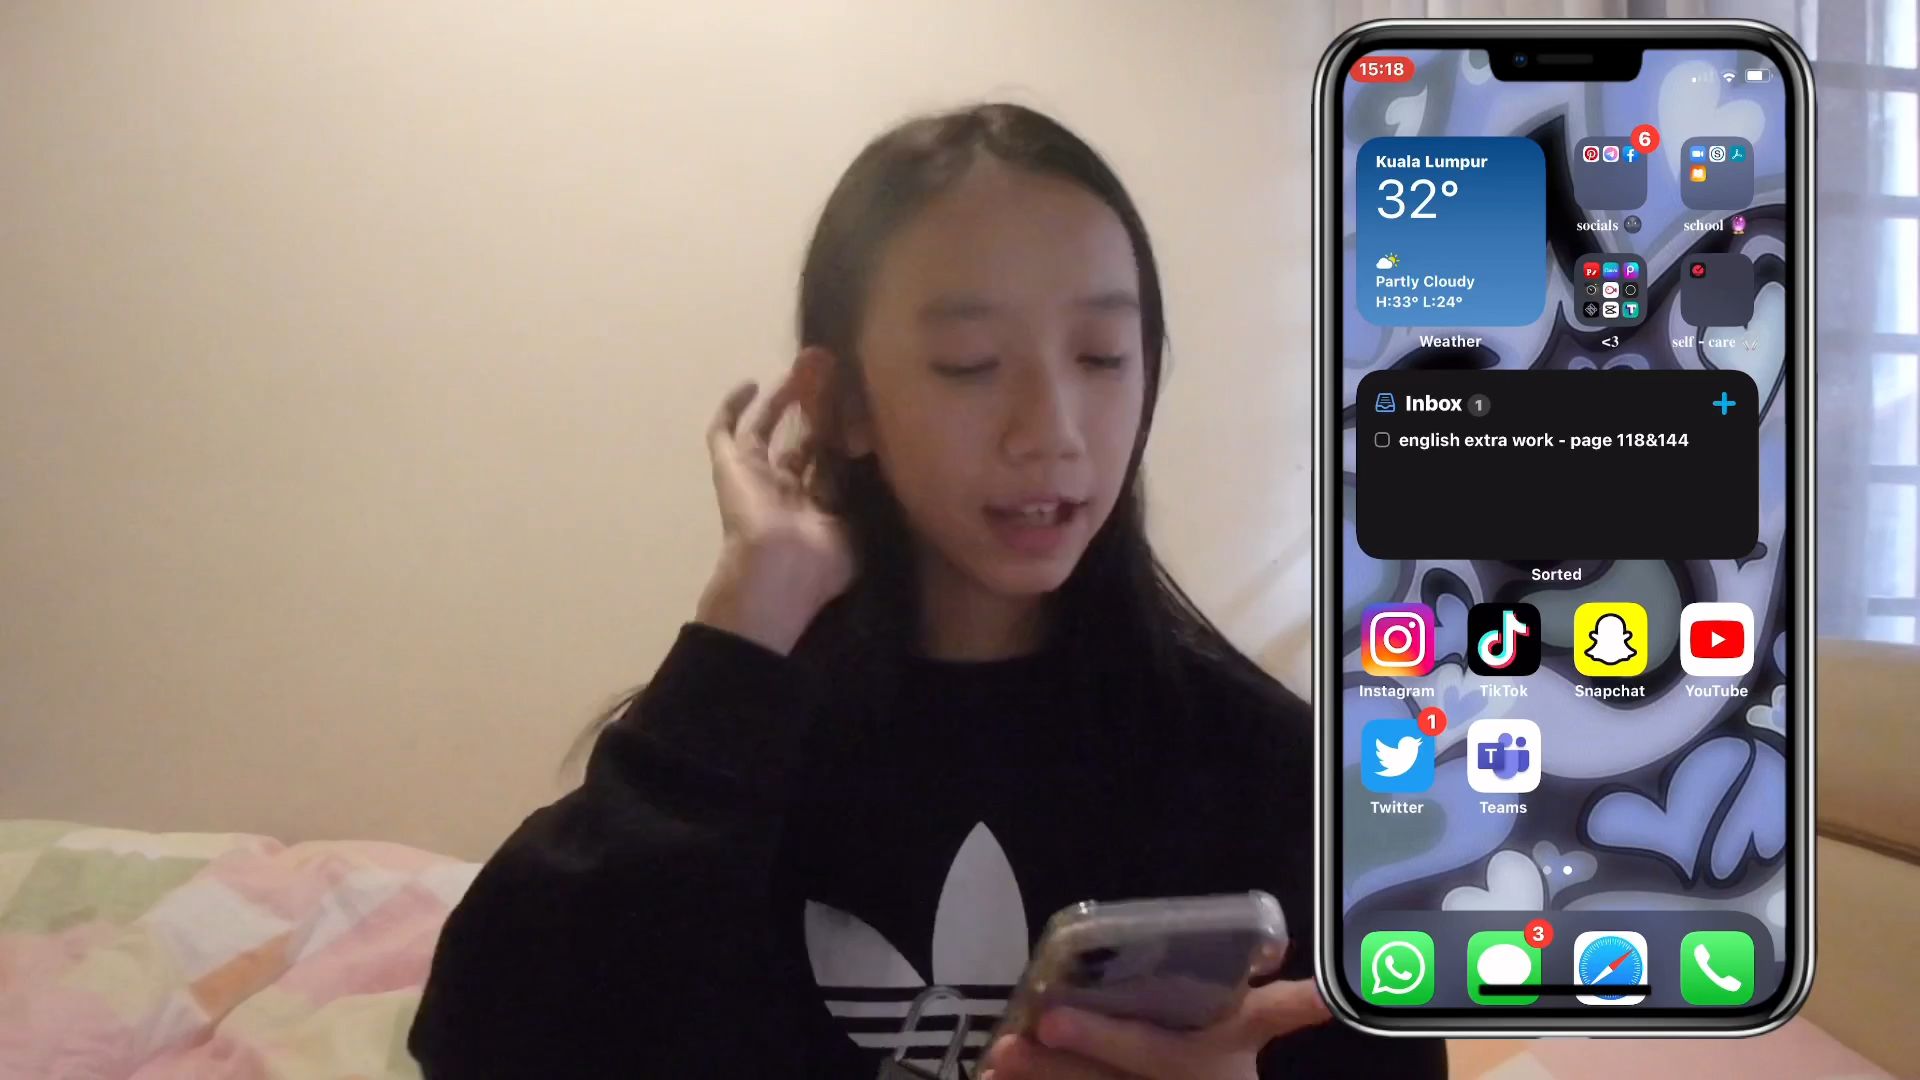 15:18
Kuala Lumpur
32°
Partly Cloudy
H:33° L:24°
Weather
6
socials
school
<3
self - care
Inbox 1
english extra work - page 118&144
Sorted
Instagram
TikTok
Snapchat
YouTube
1
T
Twitter
Teams
3